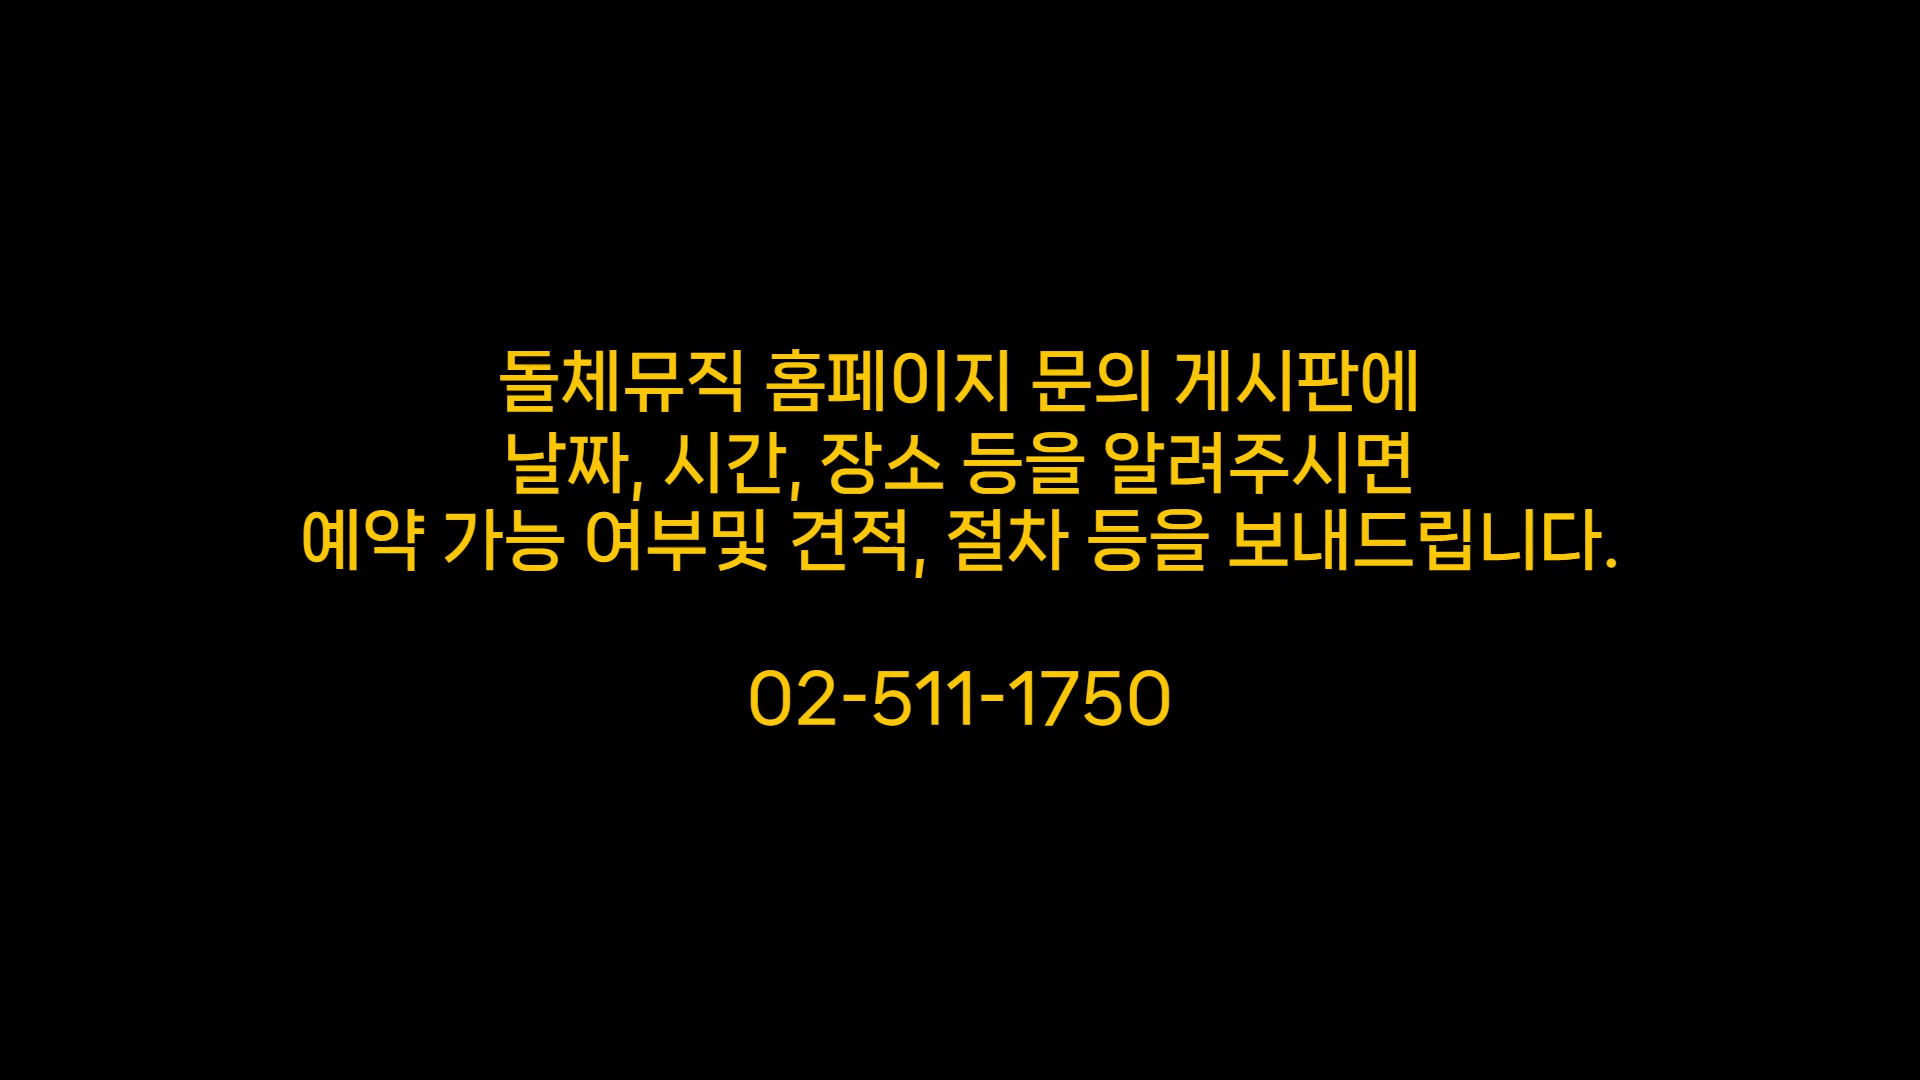 돌체뮤직 홈페이지 문의 게시판에
날짜, 시간, 장소 등을 알려주시면
예약 가능 여부및 견적, 절차 등을 보내드립니다.
02-511-1750